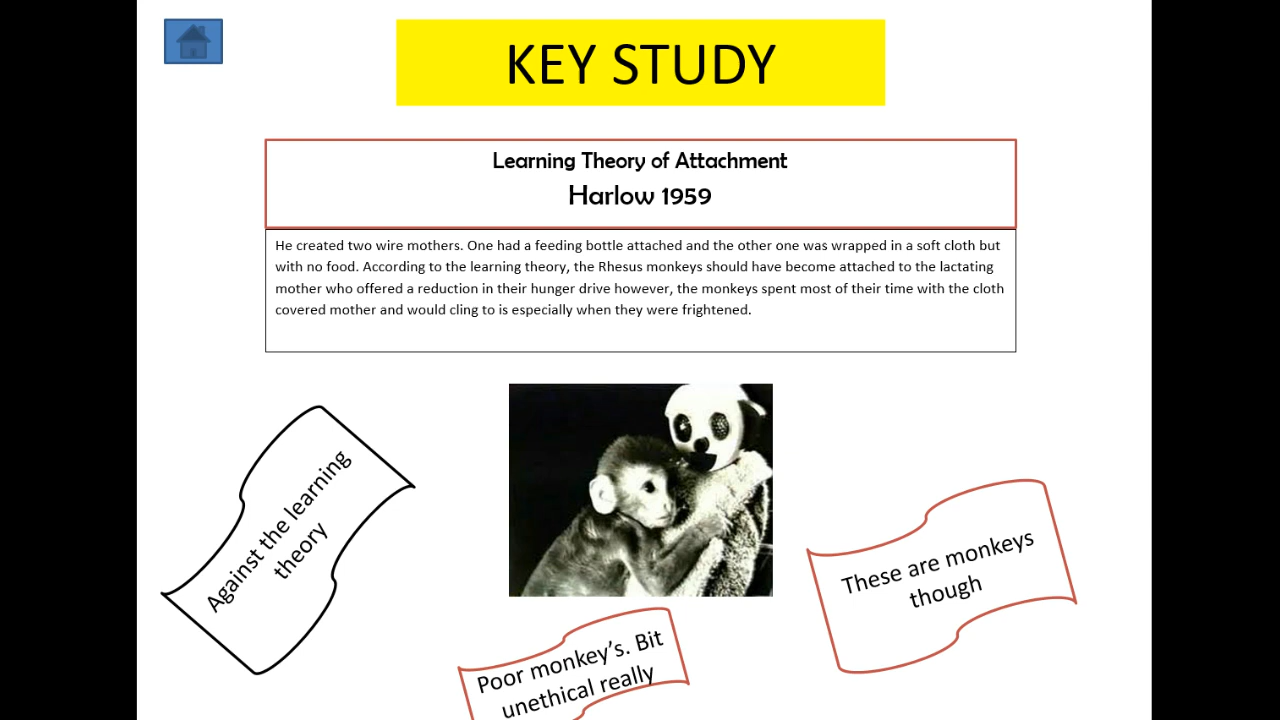 KEY STUDY
Learning Theory of Attachment
Harlow 1959
He created two wire mothers. One had a feeding bottle attached and the other one was wrapped in a soft cloth but
with no food. According to the learning theory, the Rhesus monkeys should have become attached to the lactating
mother who offered a reduction in their hunger drive however, the monkeys spent most of their time with the cloth
covered mother and would cling to is especially when they were frightened.
Against the learning
theory
These are monkeys
though
Poor monkey's. Bit
unethical really